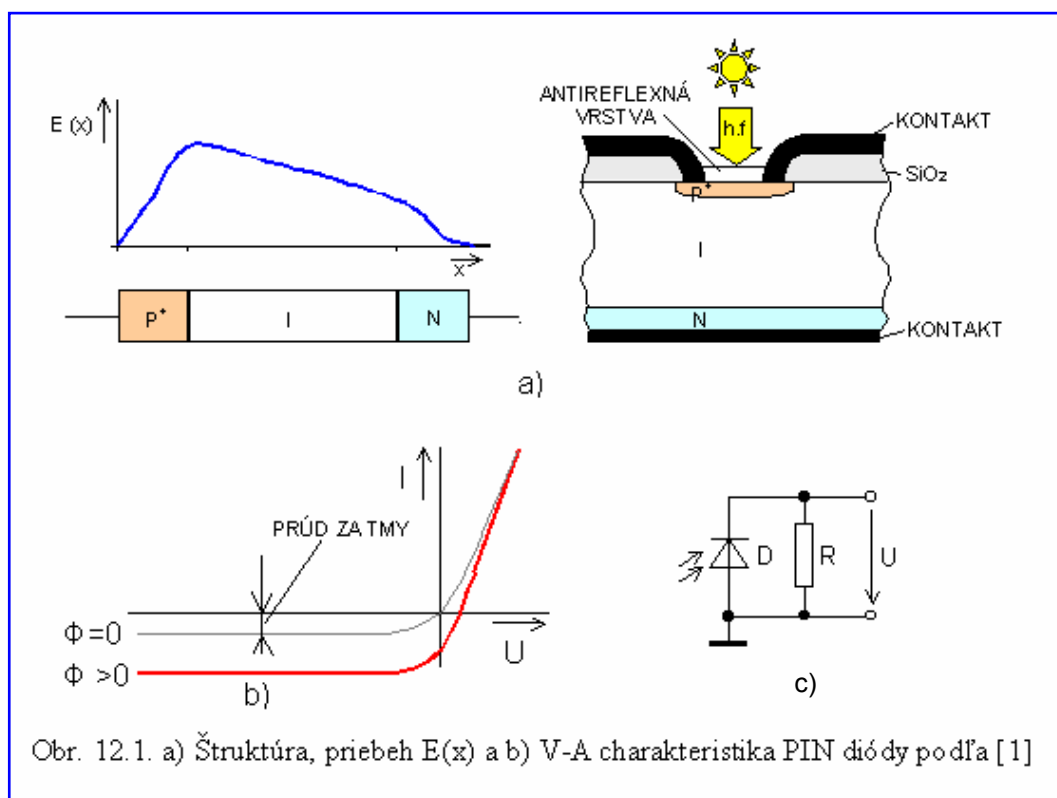 E (x)
x
P+
I
N
ANTIREFLEXNÁ
VRSTVA
h.f
KONTAKT
SiO2
P+
I
N
KONTAKT
a)
I
PRÚD ZA TMY
Φ=0
Φ >0
U
b)
D
R
U
c)
Obr. 12.1. a) Štruktúra, priebeh E(x) a b) V-A charakteristika PIN diódy podľa [1]